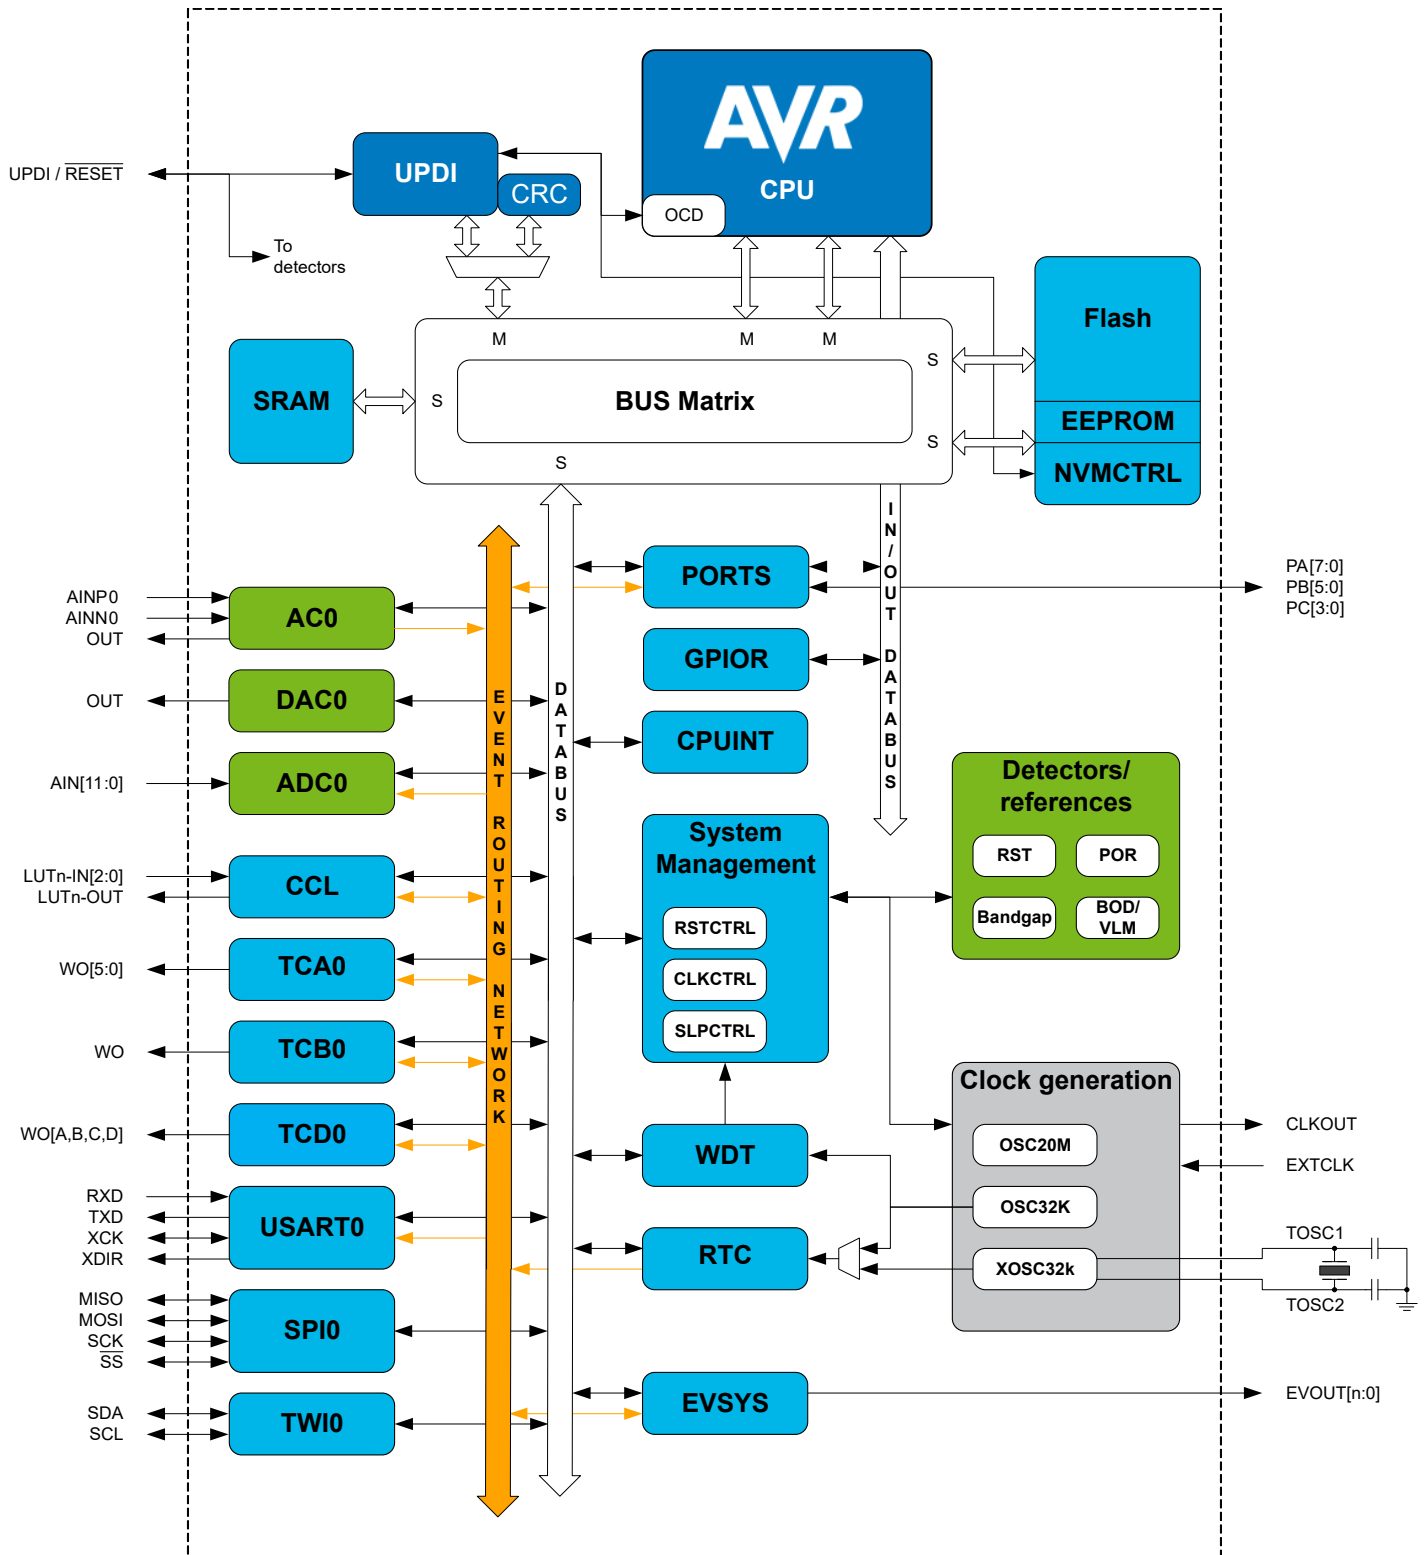 AVR
CPU
OCD
UPDI
CRC
UPDI / RESET
To
detectors
Flash
EEPROM
NVMCTRL
M
M
M
S
S
S
S
BUS Matrix
SRAM
IN/OUT DATABUS
DATABUS
EVENT ROUTING NETWORK
PORTS
PA[7:0]
PB[5:0]
PC[3:0]
AINP0
AINN0
OUT
AC0
GPIOR
OUT
DAC0
CPUINT
AIN[11:0]
ADC0
Detectors/
references
RST
POR
Bandgap
BOD/
VLM
System
Management
RSTCTRL
CLKCTRL
SLPCTRL
LUTn-IN[2:0]
LUTn-OUT
CCL
WO[5:0]
TCA0
WO
TCB0
Clock generation
OSC20M
OSC32K
XOSC32k
CLKOUT
EXTCLK
TOSC1
TOSC2
WO[A,B,C,D]
TCD0
WDT
RXD
TXD
XCK
XDIR
USART0
RTC
MISO
MOSI
SCK
SS
SPI0
EVSYS
EVOUT[n:0]
SDA
SCL
TWI0